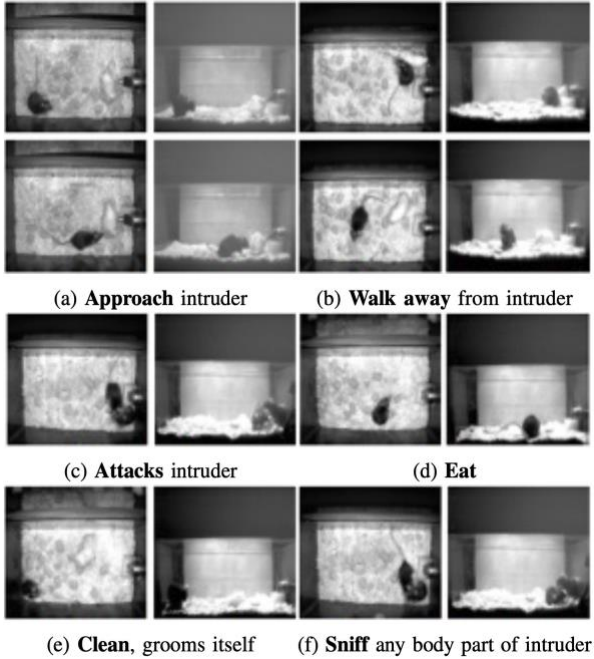 (a) Approach intruder
(b) Walk away from intruder
(c) Attacks intruder
(d) Eat
(e) Clean, grooms itself
(f) Sniff any body part of intruder